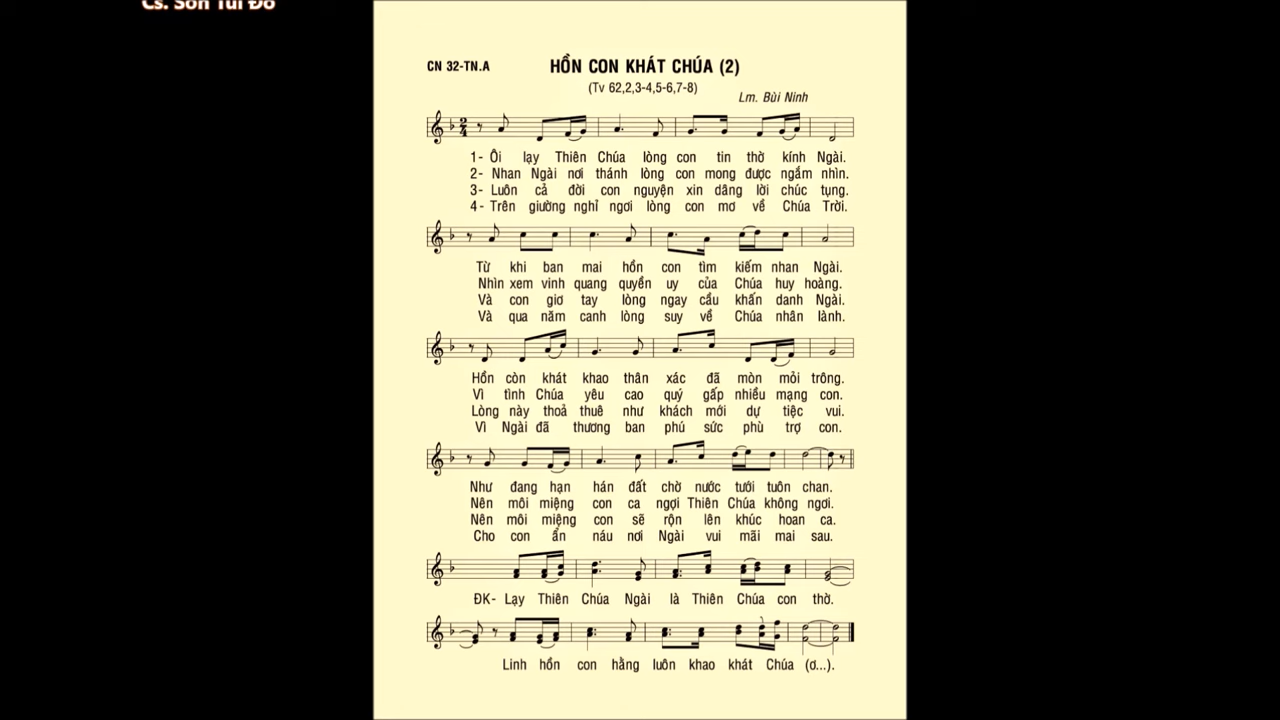 Cs. Sơn Túi Đỏ
CN 32-TN.A
HỒN CON KHÁT CHÚA (2)
(Tv 62,2,3-4,5-6,7-8)
Lm. Bùi Ninh
2
4
1- Ôi lạy Thiên Chúa lòng con tin thờ kính Ngài.
2- Nhan Ngài nơi thánh lòng con mong được ngắm nhìn.
3- Luôn cả đời con nguyện xin dâng lời chúc tụng.
4- Trên giường nghỉ ngơi lòng con mơ về Chúa Trời.
Từ khi ban mai hồn con tìm kiếm nhan Ngài.
Nhìn xem vinh quang quyền uy của Chúa huy hoàng.
Và con giơ tay lòng ngay cầu khấn danh Ngài.
Và qua năm canh lòng suy về Chúa nhân lành.
Hồn còn khát khao thân xác đã mòn mỏi trông.
Vì tình Chúa yêu cao quý gấp nhiều mạng con.
Lòng này thoả thuê như khách mới dự tiệc vui.
Vì Ngài đã thương ban phú sức phù trợ con.
Như đang hạn hán đất chờ nước tưới tuôn chan.
Nên môi miệng con ca ngợi Thiên Chúa không ngơi.
Nên môi miệng con sẽ rộn lên khúc hoan ca.
Cho con ẩn náu nơi Ngài vui mãi mai sau.
ĐK- Lạy Thiên Chúa Ngài là Thiên Chúa con thờ.
Linh hồn con hằng luôn khao khát Chúa (ơ...).